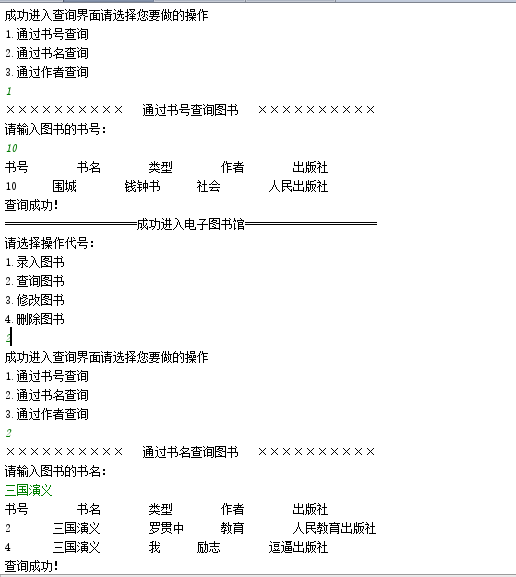 成功进入查询界面请选择您要做的操作
1.通过书号查询
2.通过书名查询
3.通过作者查询
1
×××××××××× 通过书号查询图书 ××××××××××
请输入图书的书号:
10
书号 书名 类型 作者 出版社
10 围城 钱钟书 社会 人民出版社
查询成功!
======================成功进入电子图书馆======================
请选择操作代号:
1.录入图书
2.查询图书
3.修改图书
4.删除图书
2
成功进入查询界面请选择您要做的操作
1.通过书号查询
2.通过书名查询
3.通过作者查询
2
×××××××××× 通过书名查询图书 ××××××××××
请输入图书的书名:
三国演义
书号 书名 类型 作者 出版社
2 三国演义 罗贯中 教育 人民教育出版社
4 三国演义 我 励志 逗逼出版社
查询成功!